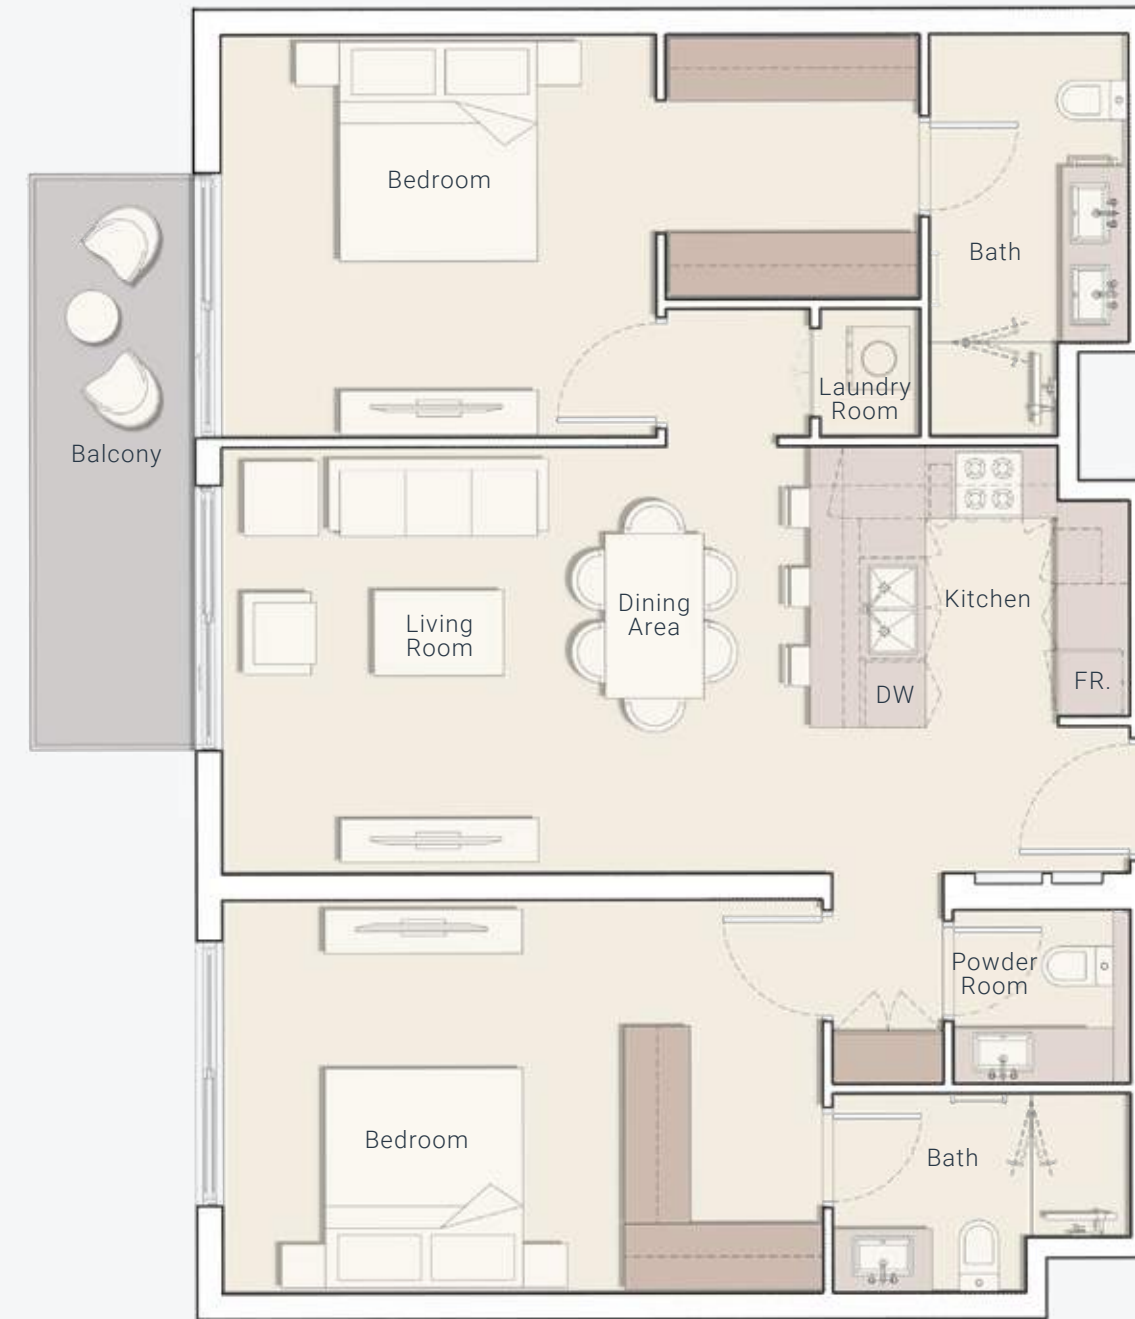 Bedroom
Bath
Laundry
Room
Balcony
Living
Room
Dining
Area
Kitchen
DW
FR.
Powder
Room
Bedroom
Bath